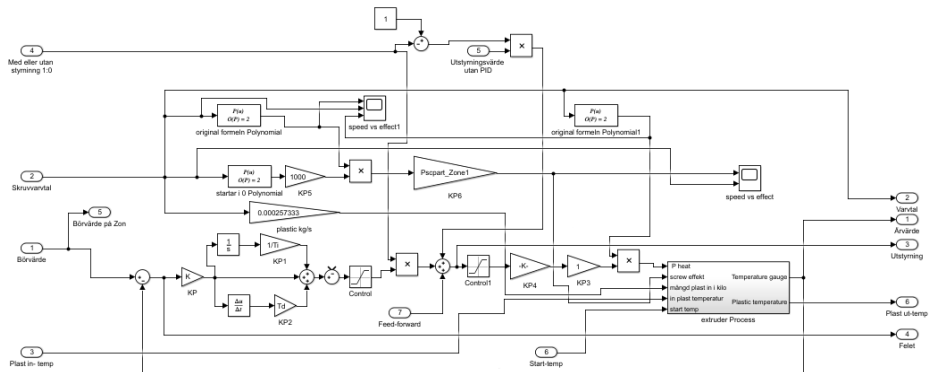 1
4
Med eller utan
styrninng 1:0
5
Utstyrningsvärde
utan PID
P(u)
O(P) = 2
original formeln Polynomial
speed vs effect1
P(u)
O(P) = 2
original formeln Polynomial1
2
Skruvvarvtal
P(u)
O(P) = 2
startar i 0 Polynomial
1000
KP5
×
Pscpart_Zone1
KP6
speed vs effect
2
Varvtal
5
Börvärde på Zon
0.000257333
plastic kg/s
1
Ärvärde
1
Börvärde
K
KP
1
s
1/Ti
KP1
Δu
Δt
Td
KP2
Control
×
7
Feed-forward
Control1
-K-
KP4
1
KP3
×
P heat
screw effekt
mängd plast in i kilo
in plast temperatur
start temp
Temperature gauge
Plastic temperature
extruder Process
3
Utstyrning
6
Plast ut-temp
4
Felet
3
Plast in- temp
6
Start-temp